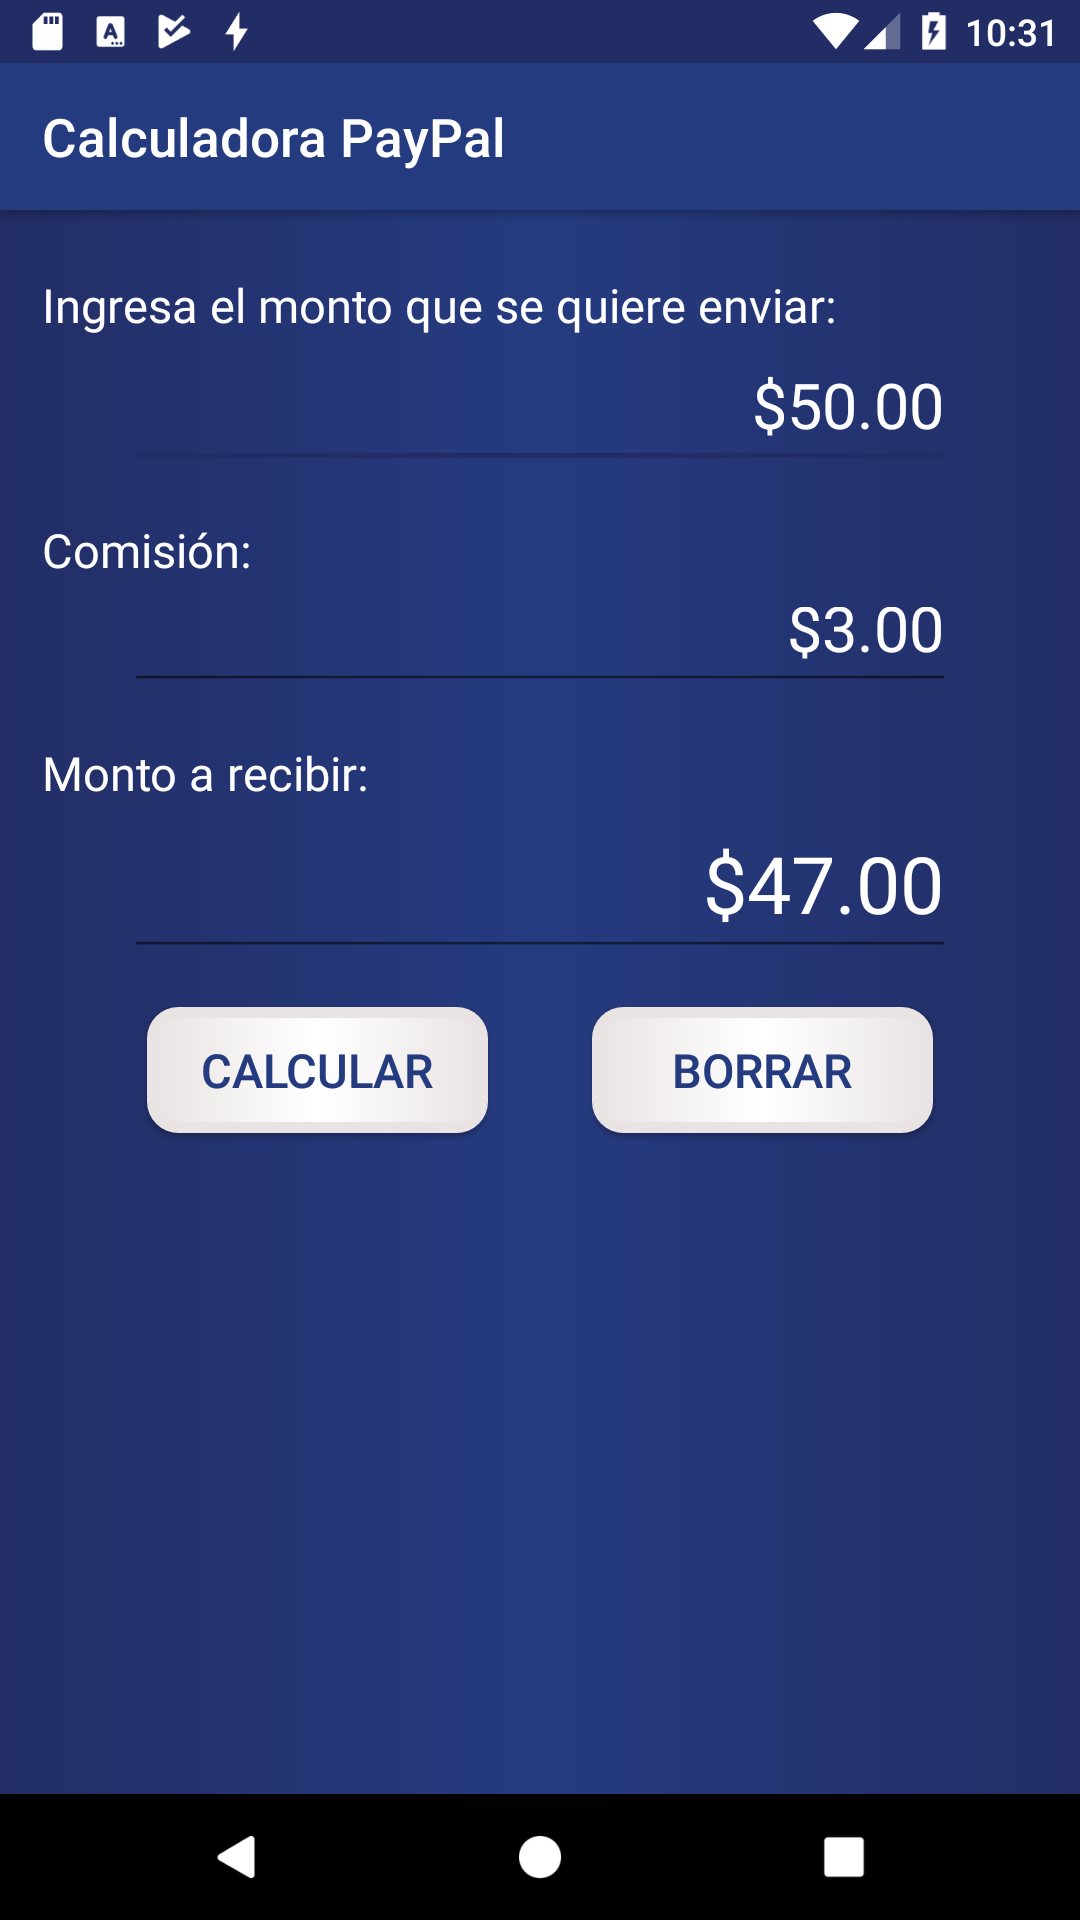 10:31
Calculadora PayPal
Ingresa el monto que se quiere enviar:
$50.00
Comisión:
$3.00
Monto a recibir:
$47.00
CALCULAR BORRAR